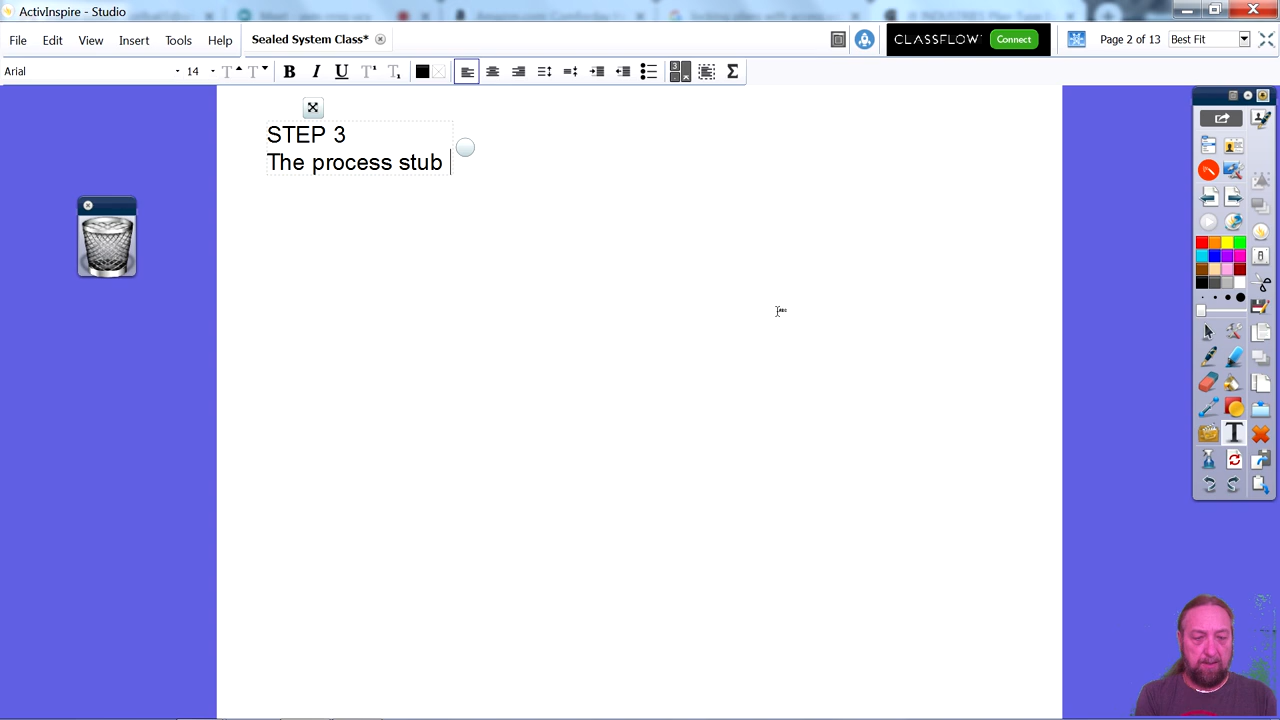 ActivInspire - Studio
File Edit View Insert Tools Help Sealed System Class* CLASSFLOW Connect Page 2 of 13 Best Fit
Arial 14 B I U
STEP 3
The process stub